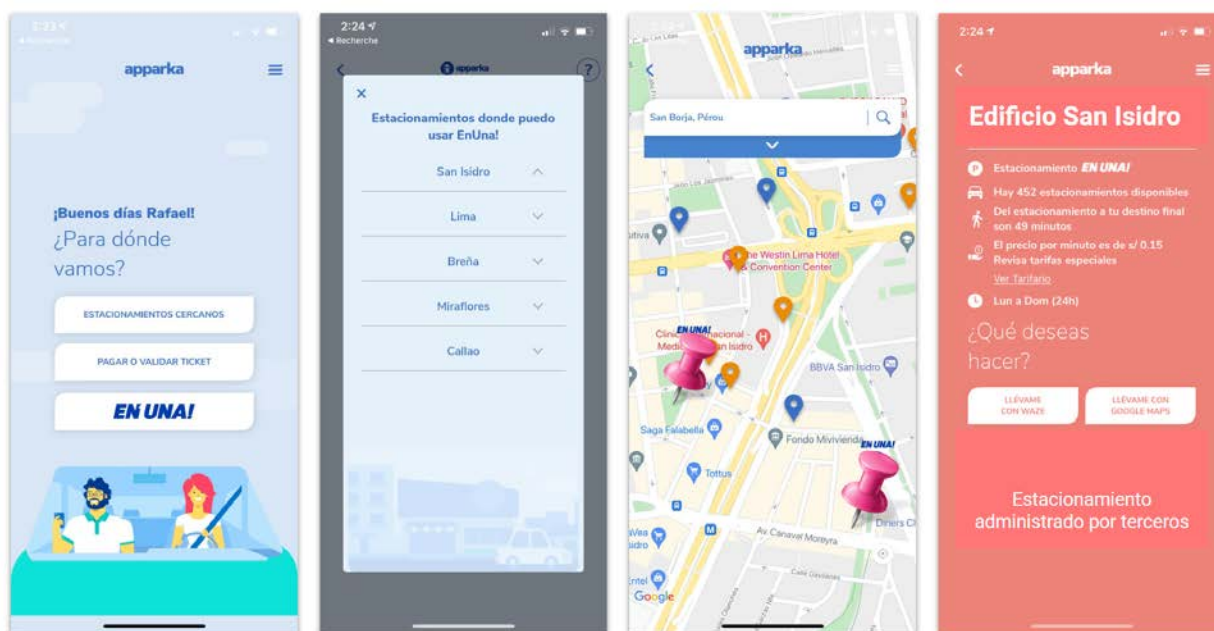 apparka
¡Buenos días Rafael!
¿Para dónde
vamos?
ESTACIONAMIENTOS CERCANOS
PAGAR O VALIDAR TICKET
EN UNA!
2:24
◀ Recherche
apparka
?
×
Estacionamientos donde puedo
usar EnUna!
San Isidro
Lima
Breña
Miraflores
Callao
apparka
San Borja, Pérou
The Westin Lima Hotel
& Convention Center
EN UNA!
BBVA San Isidro
Saga Falabella
Fondo Mivivienda
EN UNA!
Tottus
M
Av. Canaval Moreyra
Diners
Google
2:24
apparka
Edificio San Isidro
P Estacionamiento EN UNA!
Hay 452 estacionamientos disponibles
Del estacionamiento a tu destino final
son 49 minutos
El precio por minuto es de s/ 0.15
Revisa tarifas especiales
Ver Tarifario
Lun a Dom (24h)
¿Qué deseas
hacer?
LLÉVAME
CON WAZE
LLÉVAME CON
GOOGLE MAPS
Estacionamiento
administrado por terceros